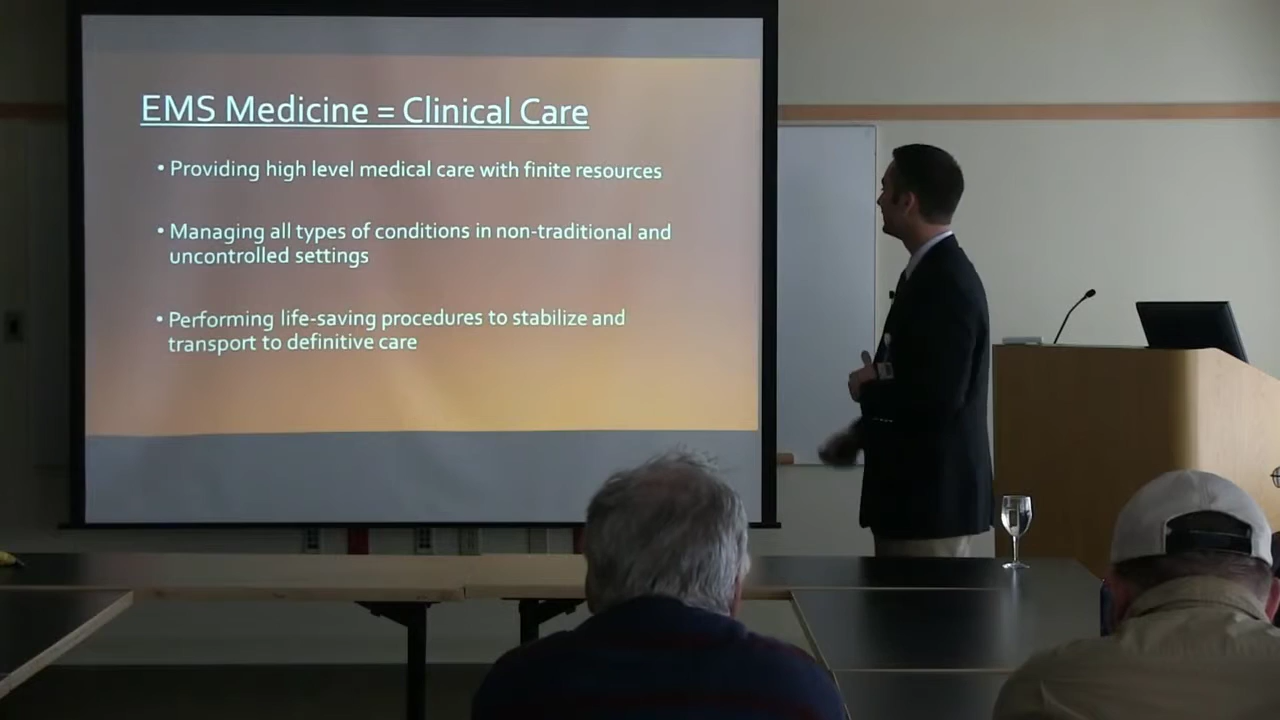 EMS Medicine = Clinical Care
• Providing high level medical care with finite resources
• Managing all types of conditions in non-traditional and
uncontrolled settings
• Performing life-saving procedures to stabilize and
transport to definitive care